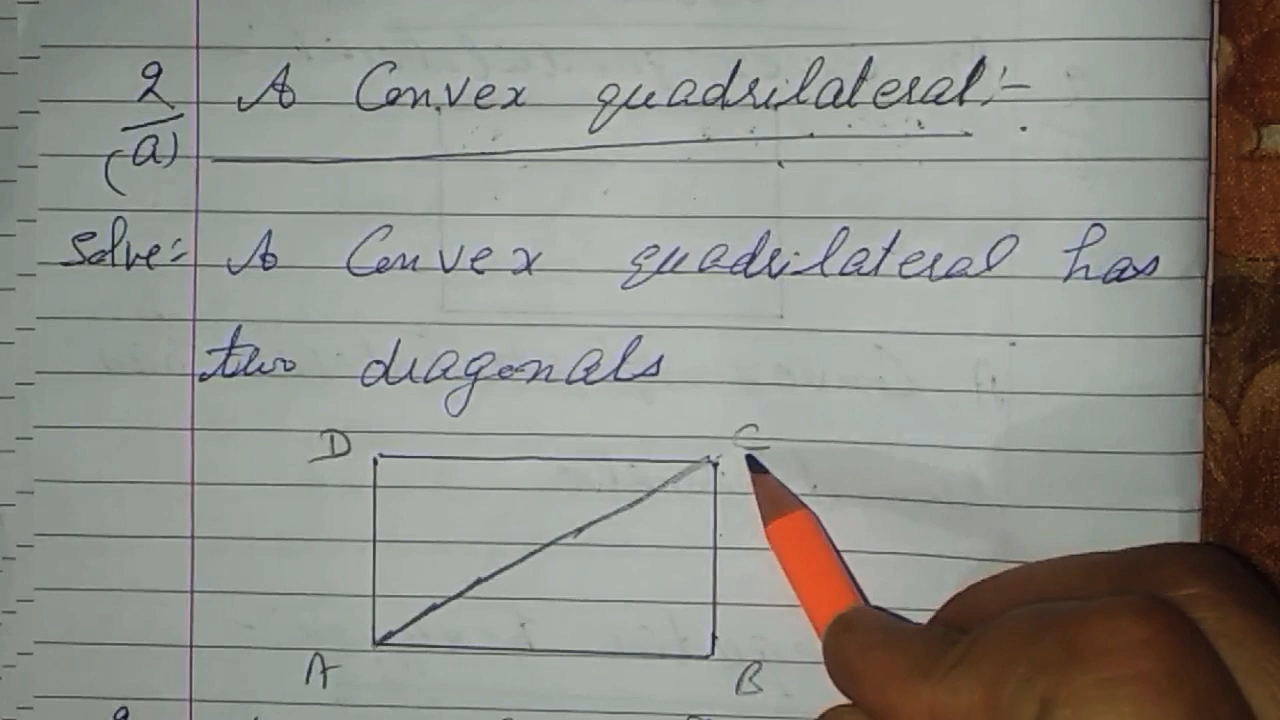 2 A Convex quadrilateral:-
(a)
Solve:- A Convex quadrilateral has
two diagonals
D C
A B